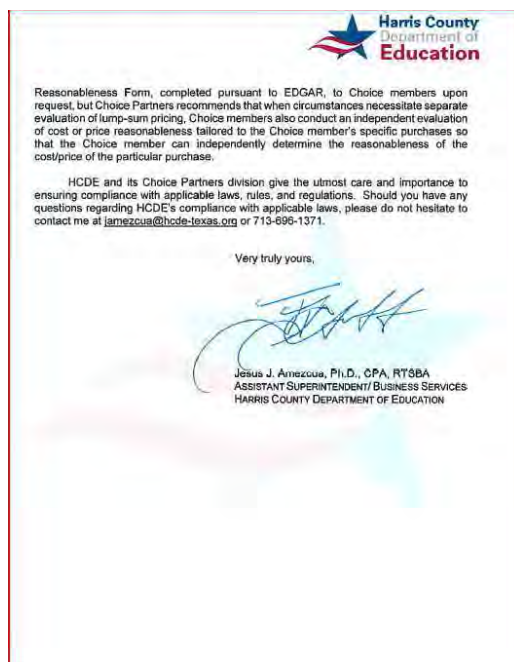 Harris County
Department of
Education
Reasonableness Form, completed pursuant to EDGAR, to Choice members upon
request, but Choice Partners recommends that when circumstances necessitate separate
evaluation of lump-sum pricing, Choice members also conduct an independent evaluation
of cost or price reasonableness tailored to the Choice member's specific purchases so
that the Choice member can independently determine the reasonableness of the
cost/price of the particular purchase.
HCDE and its Choice Partners division give the utmost care and importance to
ensuring compliance with applicable laws, rules, and regulations. Should you have any
questions regarding HCDE's compliance with applicable laws, please do not hesitate to
contact me at jamezcua@hcde-texas.org or 713-696-1371.
Very truly yours,
Jesus J. Amezcua, Ph.D., CPA, RTSBA
ASSISTANT SUPERINTENDENT/ BUSINESS SERVICES
HARRIS COUNTY DEPARTMENT OF EDUCATION